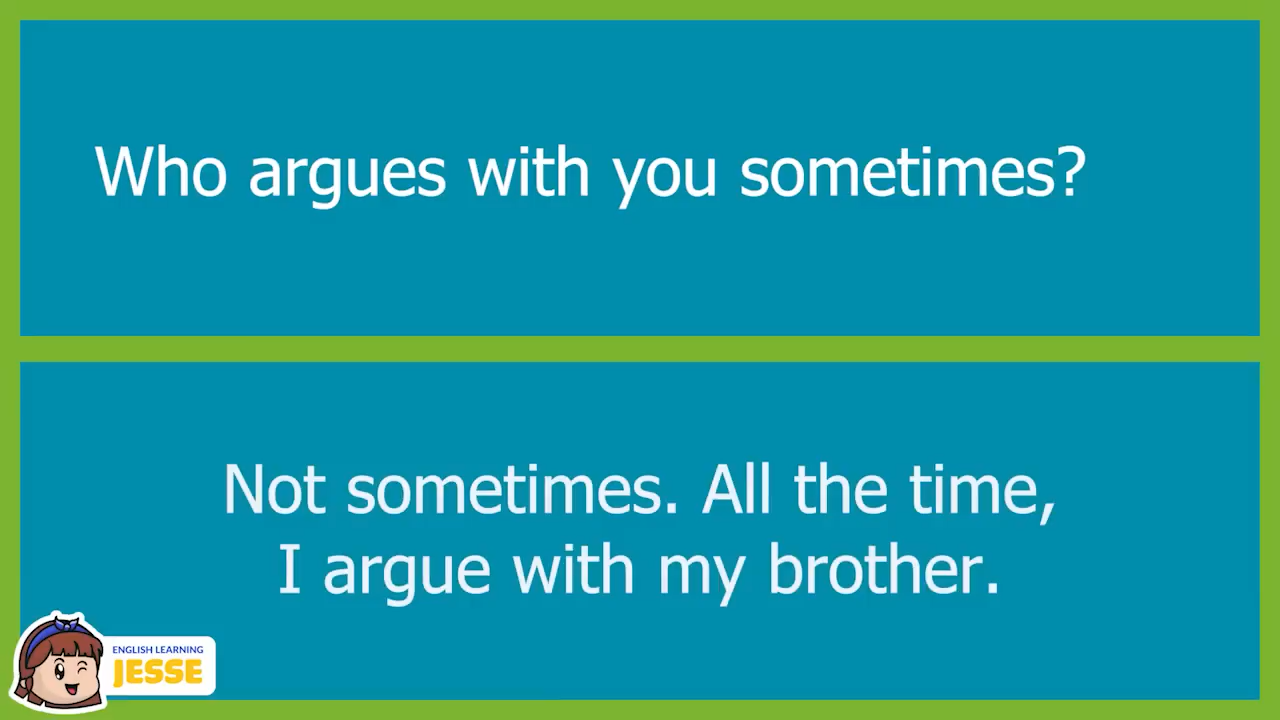 Who argues with you sometimes?
Not sometimes. All the time,
I argue with my brother.
ENGLISH LEARNING
JESSE